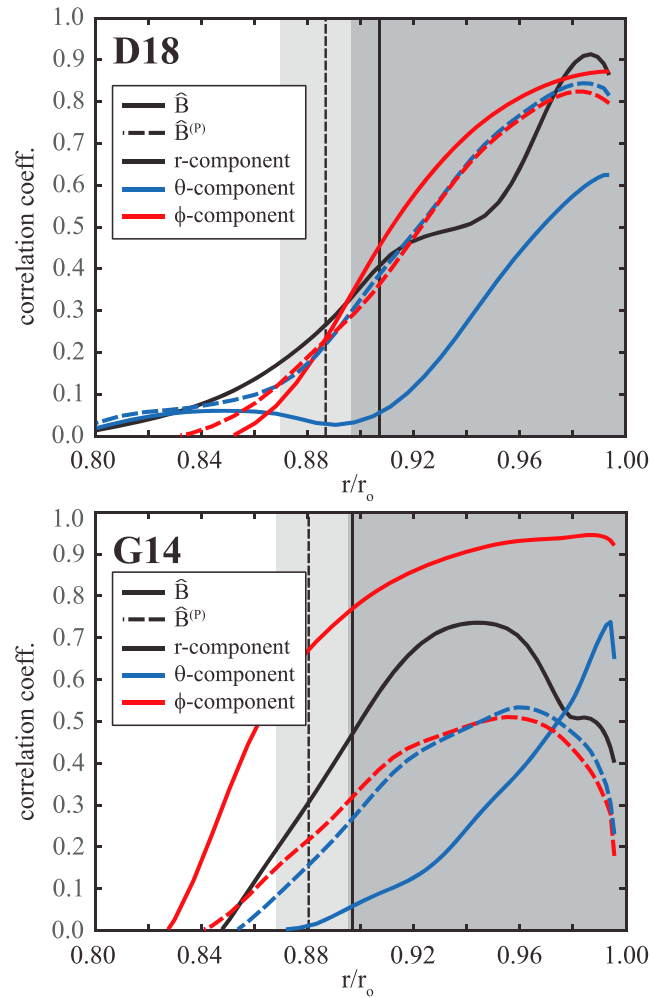 1.0
D18
0.9
0.8
B̂
0.7
B̂(P)
r-component
0.6
θ-component
0.5
ϕ-component
0.4
0.3
0.2
0.1
0.0
correlation coeff.
0.80 0.84 0.88 0.92 0.96 1.00
r/ro
1.0
G14
0.9
0.8
B̂
0.7
B̂(P)
r-component
0.6
θ-component
0.5
ϕ-component
0.4
0.3
0.2
0.1
0.0
correlation coeff.
0.80 0.84 0.88 0.92 0.96 1.00
r/ro